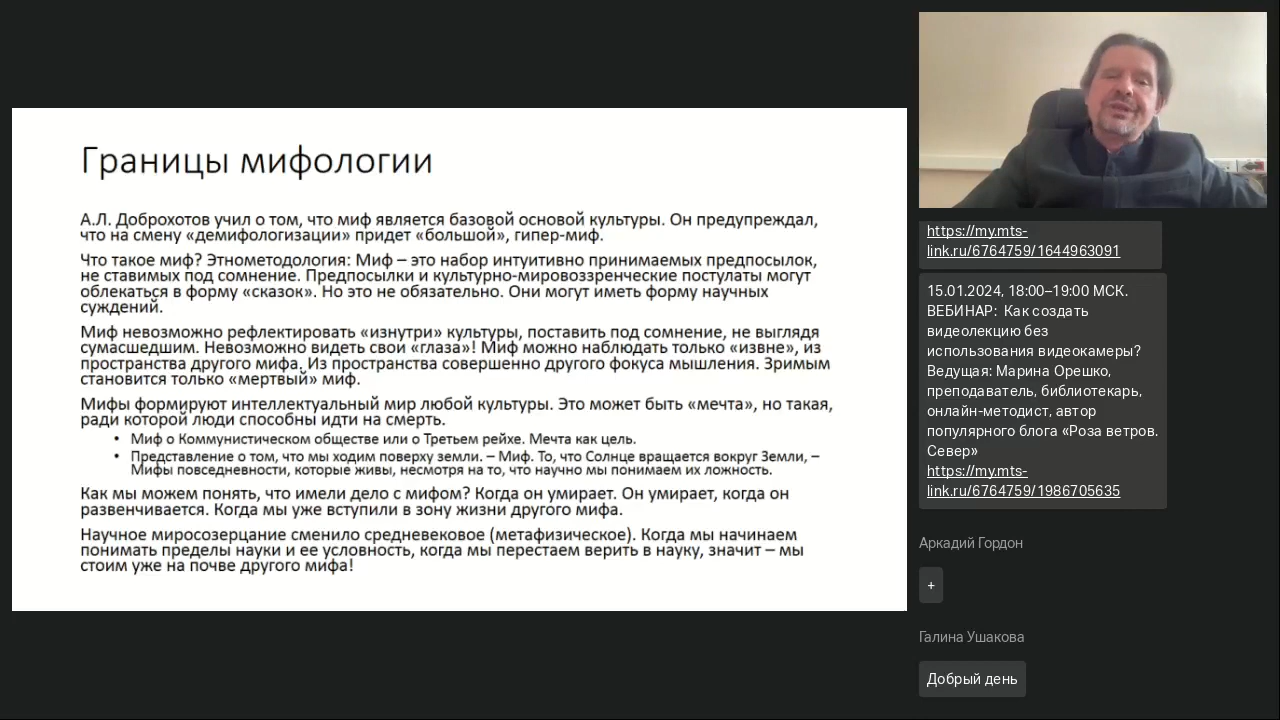 Границы мифологии
А.Л. Доброхотов учил о том, что миф является базовой основой культуры. Он предупреждал,
что на смену «демифологизации» придет «большой», гипер-миф.
Что такое миф? Этнометодология: Миф – это набор интуитивно принимаемых предпосылок,
не ставимых под сомнение. Предпосылки и культурно-мировоззренческие постулаты могут
облекаться в форму «сказок». Но это не обязательно. Они могут иметь форму научных
суждений.
Миф невозможно рефлектировать «изнутри» культуры, поставить под сомнение, не выглядя
сумасшедшим. Невозможно видеть свои «глаза»! Миф можно наблюдать только «извне», из
пространства другого мифа. Из пространства совершенно другого фокуса мышления. Зримым
становится только «мертвый» миф.
Мифы формируют интеллектуальный мир любой культуры. Это может быть «мечта», но такая,
ради которой люди способны идти на смерть.
• Миф о Коммунистическом обществе или о Третьем рейхе. Мечта как цель.
• Представление о том, что мы ходим поверху земли. – Миф. То, что Солнце вращается вокруг Земли, –
Мифы повседневности, которые живы, несмотря на то, что научно мы понимаем их ложность.
Как мы можем понять, что имели дело с мифом? Когда он умирает. Он умирает, когда он
развенчивается. Когда мы уже вступили в зону жизни другого мифа.
Научное миросозерцание сменило средневековое (метафизическое). Когда мы начинаем
понимать пределы науки и ее условность, когда мы перестаем верить в науку, значит – мы
стоим уже на почве другого мифа!
https://my.mts-
link.ru/6764759/1644963091
15.01.2024, 18:00–19:00 МСК.
ВЕБИНАР: Как создать
видеолекцию без
использования видеокамеры?
Ведущая: Марина Орешко,
преподаватель, библиотекарь,
онлайн-методист, автор
популярного блога «Роза ветров.
Север»
https://my.mts-
link.ru/6764759/1986705635
Аркадий Гордон
+
Галина Ушакова
Добрый день